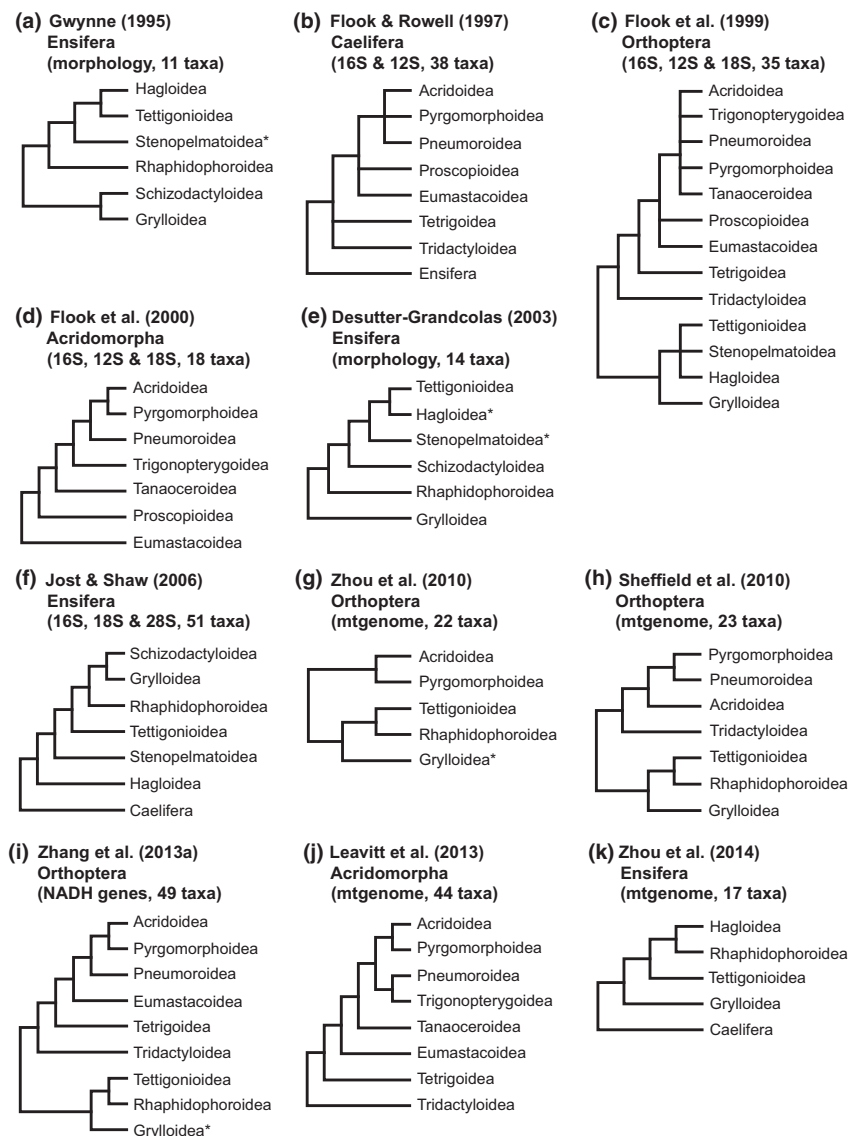 (a) Gwynne (1995)
Ensifera
(morphology, 11 taxa)
Hagloidea
Tettigonioidea
Stenopelmatoidea*
Rhaphidophoroidea
Schizodactyloidea
Grylloidea
(b) Flook & Rowell (1997)
Caelifera
(16S & 12S, 38 taxa)
Acridoidea
Pyrgomorphoidea
Pneumoroidea
Proscopioidea
Eumastacoidea
Tetrigoidea
Tridactyloidea
Ensifera
(c) Flook et al. (1999)
Orthoptera
(16S, 12S & 18S, 35 taxa)
Acridoidea
Trigonopterygoidea
Pneumoroidea
Pyrgomorphoidea
Tanaoceroidea
Proscopioidea
Eumastacoidea
Tetrigoidea
Tridactyloidea
Tettigonioidea
Stenopelmatoidea
Hagloidea
Grylloidea
(d) Flook et al. (2000)
Acridomorpha
(16S, 12S & 18S, 18 taxa)
Acridoidea
Pyrgomorphoidea
Pneumoroidea
Trigonopterygoidea
Tanaoceroidea
Proscopioidea
Eumastacoidea
(e) Desutter-Grandcolas (2003)
Ensifera
(morphology, 14 taxa)
Tettigonioidea
Hagloidea*
Stenopelmatoidea*
Schizodactyloidea
Rhaphidophoroidea
Grylloidea
(f) Jost & Shaw (2006)
Ensifera
(16S, 18S & 28S, 51 taxa)
Schizodactyloidea
Grylloidea
Rhaphidophoroidea
Tettigonioidea
Stenopelmatoidea
Hagloidea
Caelifera
(g) Zhou et al. (2010)
Orthoptera
(mtgenome, 22 taxa)
Acridoidea
Pyrgomorphoidea
Tettigonioidea
Rhaphidophoroidea
Grylloidea*
(h) Sheffield et al. (2010)
Orthoptera
(mtgenome, 23 taxa)
Pyrgomorphoidea
Pneumoroidea
Acridoidea
Tridactyloidea
Tettigonioidea
Rhaphidophoroidea
Grylloidea
(i) Zhang et al. (2013a)
Orthoptera
(NADH genes, 49 taxa)
Acridoidea
Pyrgomorphoidea
Pneumoroidea
Eumastacoidea
Tetrigoidea
Tridactyloidea
Tettigonioidea
Rhaphidophoroidea
Grylloidea*
(j) Leavitt et al. (2013)
Acridomorpha
(mtgenome, 44 taxa)
Acridoidea
Pyrgomorphoidea
Pneumoroidea
Trigonopterygoidea
Tanaoceroidea
Eumastacoidea
Tetrigoidea
Tridactyloidea
(k) Zhou et al. (2014)
Ensifera
(mtgenome, 17 taxa)
Hagloidea
Rhaphidophoroidea
Tettigonioidea
Grylloidea
Caelifera